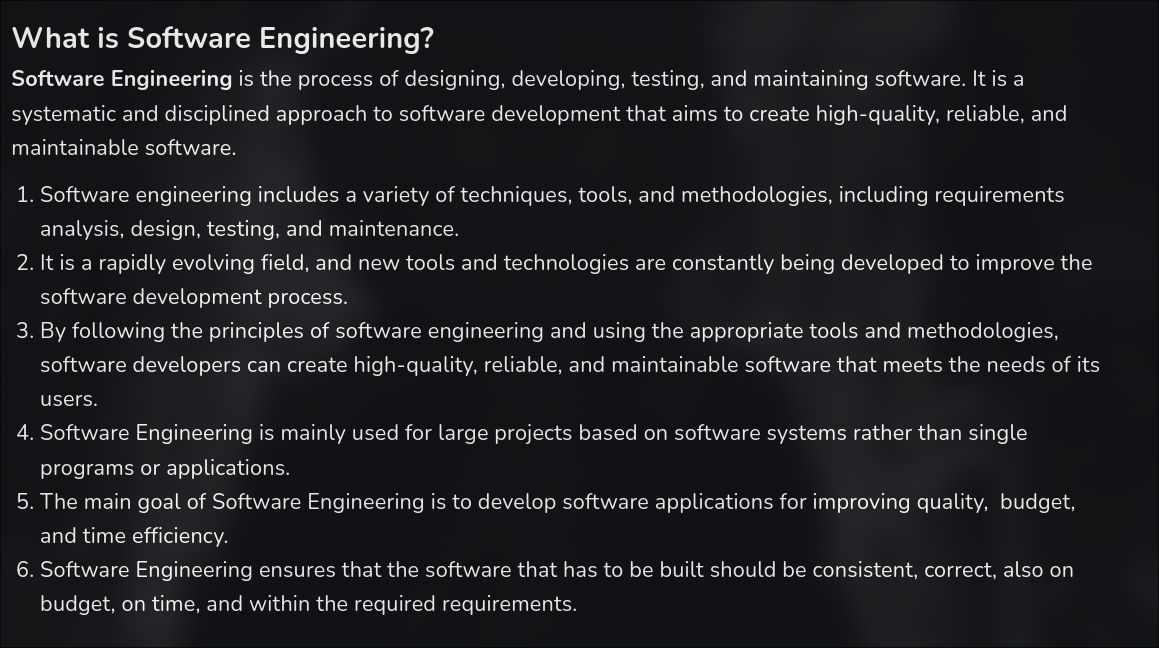 What is Software Engineering?
Software Engineering is the process of designing, developing, testing, and maintaining software. It is a
systematic and disciplined approach to software development that aims to create high-quality, reliable, and
maintainable software.
1. Software engineering includes a variety of techniques, tools, and methodologies, including requirements
analysis, design, testing, and maintenance.
2. It is a rapidly evolving field, and new tools and technologies are constantly being developed to improve the
software development process.
3. By following the principles of software engineering and using the appropriate tools and methodologies,
software developers can create high-quality, reliable, and maintainable software that meets the needs of its
users.
4. Software Engineering is mainly used for large projects based on software systems rather than single
programs or applications.
5. The main goal of Software Engineering is to develop software applications for improving quality,  budget,
and time efficiency.
6. Software Engineering ensures that the software that has to be built should be consistent, correct, also on
budget, on time, and within the required requirements.